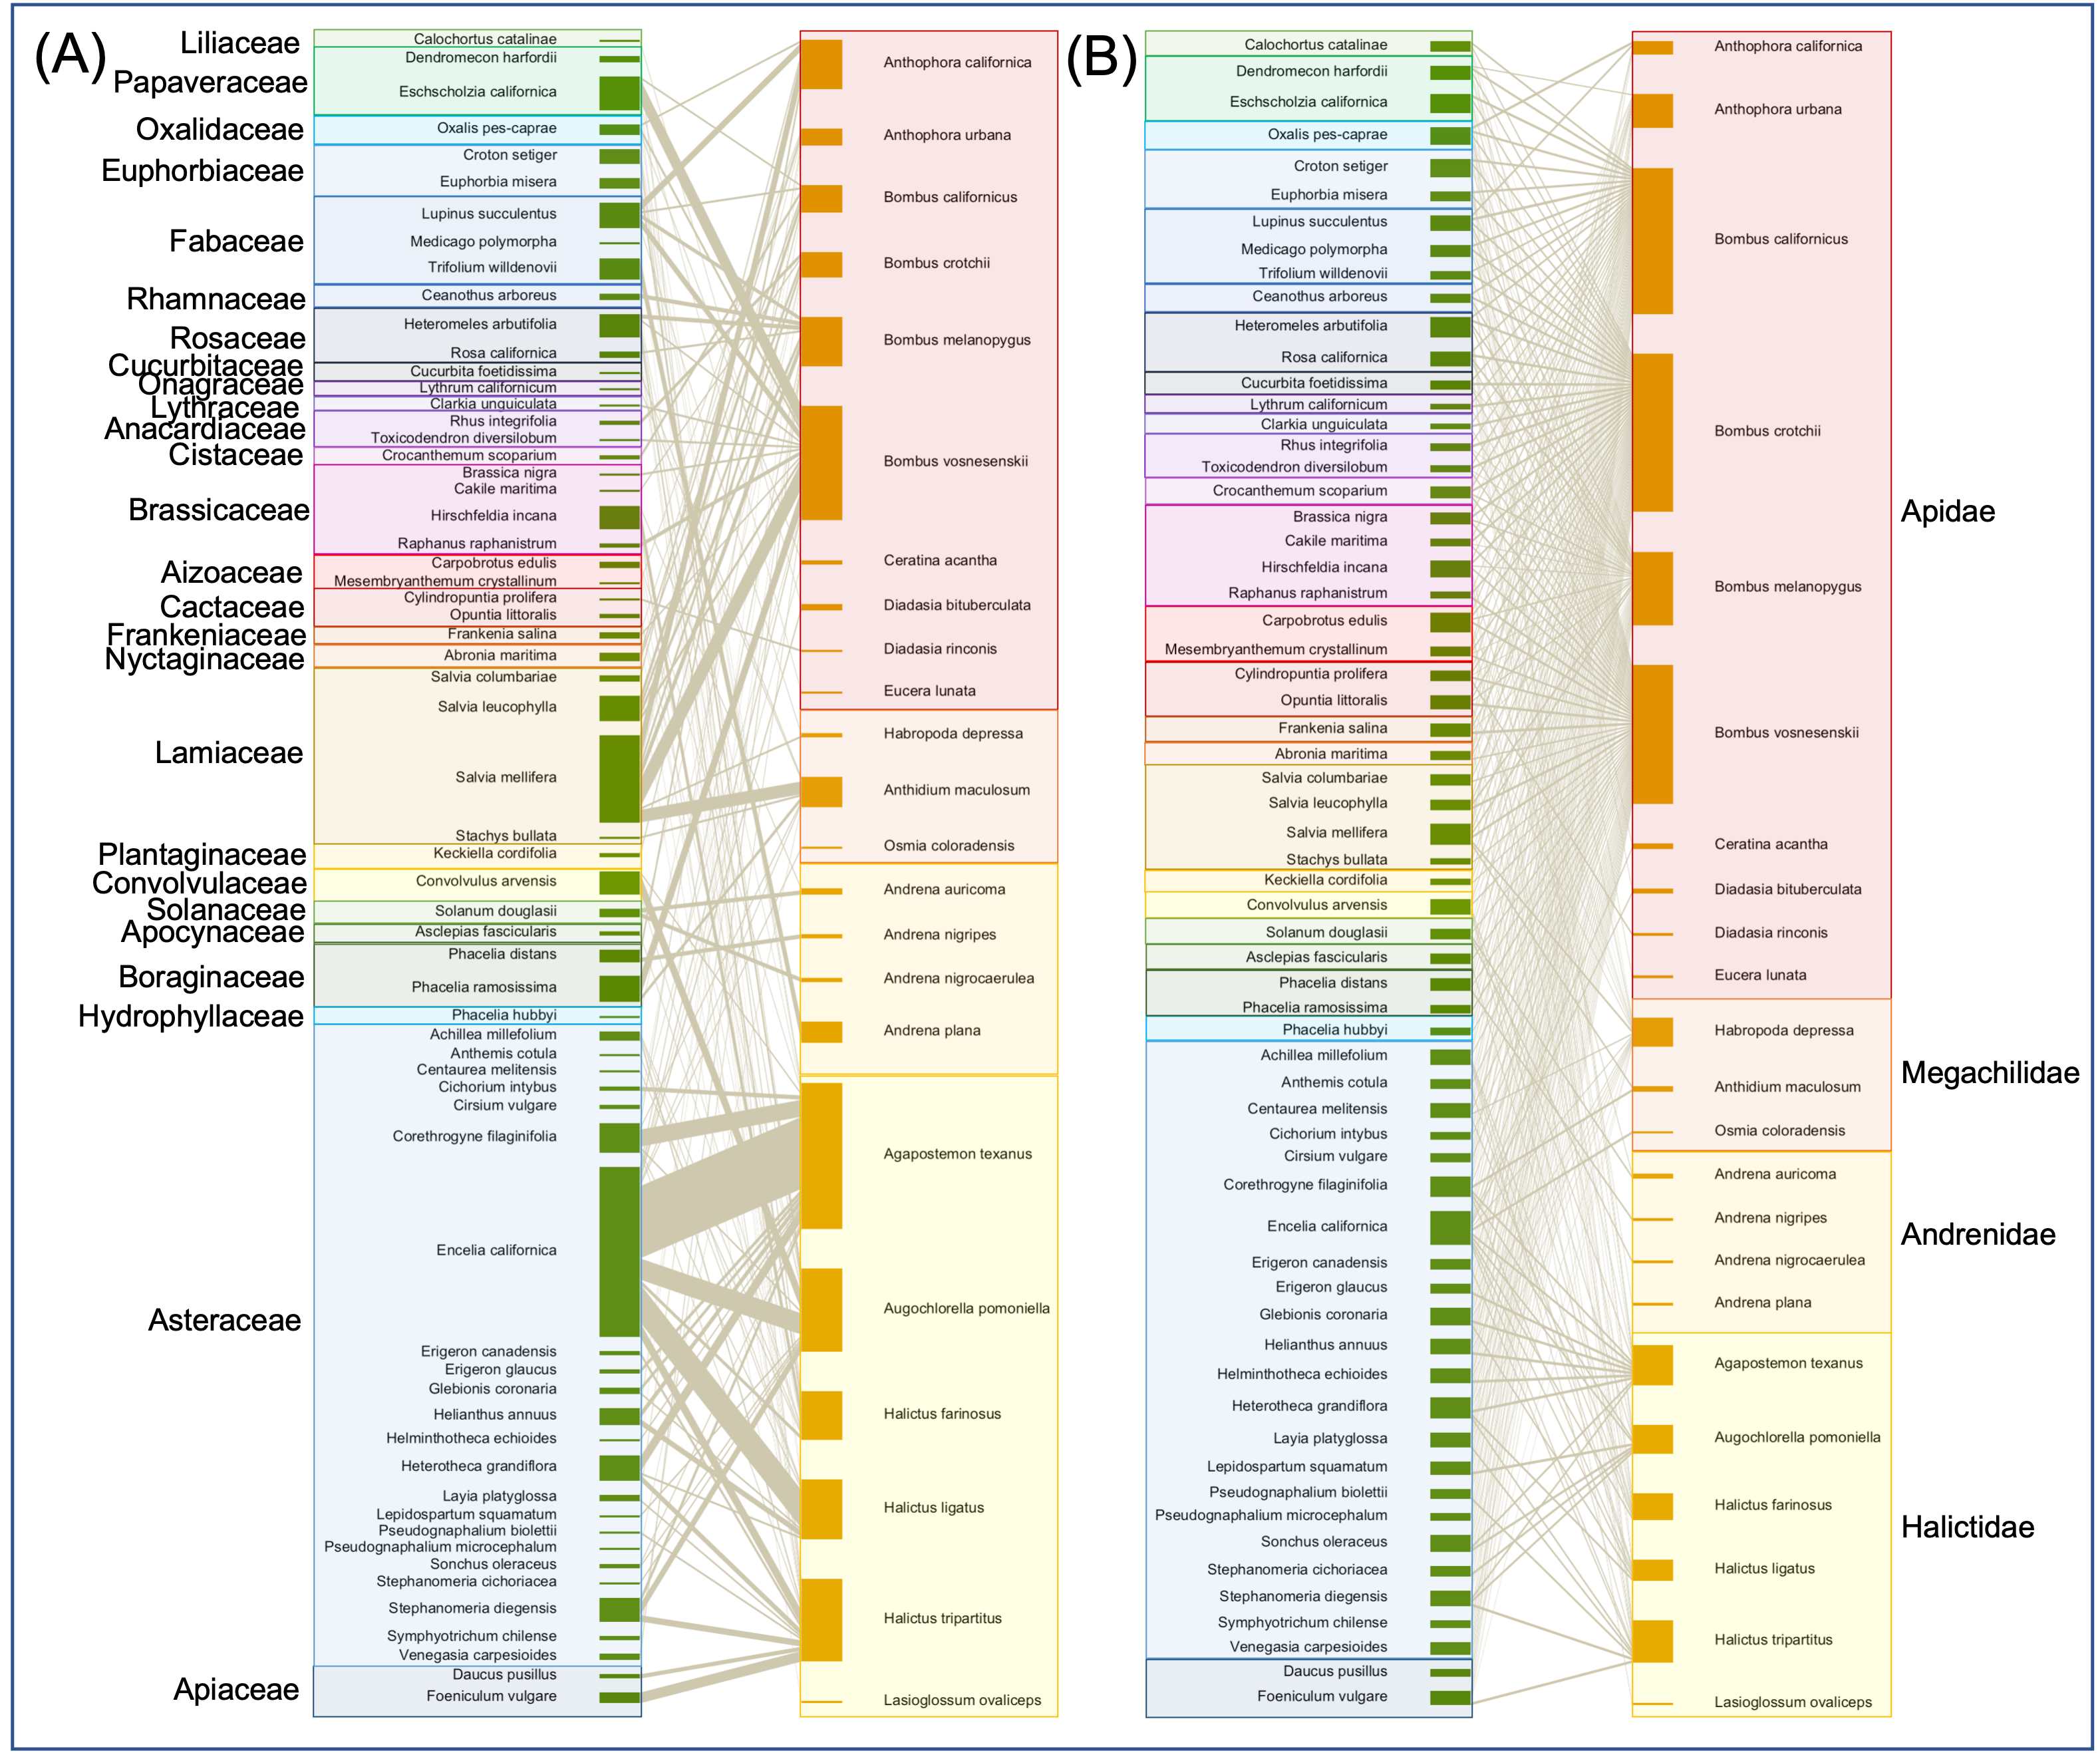 (A)
Liliaceae
Papaveraceae
Oxalidaceae
Euphorbiaceae
Fabaceae
Rhamnaceae
Rosaceae
Cucurbitaceae
Onagraceae
Lythraceae
Anacardiaceae
Cistaceae
Brassicaceae
Aizoaceae
Cactaceae
Frankeniaceae
Nyctaginaceae
Lamiaceae
Plantaginaceae
Convolvulaceae
Solanaceae
Apocynaceae
Boraginaceae
Hydrophyllaceae
Asteraceae
Apiaceae
Calochortus catalinae
Dendromecon harfordii
Eschscholzia californica
Oxalis pes-caprae
Croton setiger
Euphorbia misera
Lupinus succulentus
Medicago polymorpha
Trifolium willdenovii
Ceanothus arboreus
Heteromeles arbutifolia
Rosa californica
Cucurbita foetidissima
Lythrum californicum
Clarkia unguiculata
Rhus integrifolia
Toxicodendron diversilobum
Crocanthemum scoparium
Brassica nigra
Cakile maritima
Hirschfeldia incana
Raphanus raphanistrum
Carpobrotus edulis
Mesembryanthemum crystallinum
Cylindropuntia prolifera
Opuntia littoralis
Frankenia salina
Abronia maritima
Salvia columbariae
Salvia leucophylla
Salvia mellifera
Stachys bullata
Keckiella cordifolia
Convolvulus arvensis
Solanum douglasii
Asclepias fascicularis
Phacelia distans
Phacelia ramosissima
Phacelia hubbyi
Achillea millefolium
Anthemis cotula
Centaurea melitensis
Cichorium intybus
Cirsium vulgare
Corethrogyne filaginifolia
Encelia californica
Erigeron canadensis
Erigeron glaucus
Glebionis coronaria
Helianthus annuus
Helminthotheca echioides
Heterotheca grandiflora
Layia platyglossa
Lepidospartum squamatum
Pseudognaphalium biolettii
Pseudognaphalium microcephalum
Sonchus oleraceus
Stephanomeria cichoriacea
Stephanomeria diegensis
Symphyotrichum chilense
Venegasia carpesioides
Daucus pusillus
Foeniculum vulgare
Anthophora californica
Anthophora urbana
Bombus californicus
Bombus crotchii
Bombus melanopygus
Bombus vosnesenskii
Ceratina acantha
Diadasia bituberculata
Diadasia rinconis
Eucera lunata
Habropoda depressa
Anthidium maculosum
Osmia coloradensis
Andrena auricoma
Andrena nigripes
Andrena nigrocaerulea
Andrena plana
Agapostemon texanus
Augochlorella pomoniella
Halictus farinosus
Halictus ligatus
Halictus tripartitus
Lasioglossum ovaliceps
(B)
Calochortus catalinae
Dendromecon harfordii
Eschscholzia californica
Oxalis pes-caprae
Croton setiger
Euphorbia misera
Lupinus succulentus
Medicago polymorpha
Trifolium willdenovii
Ceanothus arboreus
Heteromeles arbutifolia
Rosa californica
Cucurbita foetidissima
Lythrum californicum
Clarkia unguiculata
Rhus integrifolia
Toxicodendron diversilobum
Crocanthemum scoparium
Brassica nigra
Cakile maritima
Hirschfeldia incana
Raphanus raphanistrum
Carpobrotus edulis
Mesembryanthemum crystallinum
Cylindropuntia prolifera
Opuntia littoralis
Frankenia salina
Abronia maritima
Salvia columbariae
Salvia leucophylla
Salvia mellifera
Stachys bullata
Keckiella cordifolia
Convolvulus arvensis
Solanum douglasii
Asclepias fascicularis
Phacelia distans
Phacelia ramosissima
Phacelia hubbyi
Achillea millefolium
Anthemis cotula
Centaurea melitensis
Cichorium intybus
Cirsium vulgare
Corethrogyne filaginifolia
Encelia californica
Erigeron canadensis
Erigeron glaucus
Glebionis coronaria
Helianthus annuus
Helminthotheca echioides
Heterotheca grandiflora
Layia platyglossa
Lepidospartum squamatum
Pseudognaphalium biolettii
Pseudognaphalium microcephalum
Sonchus oleraceus
Stephanomeria cichoriacea
Stephanomeria diegensis
Symphyotrichum chilense
Venegasia carpesioides
Daucus pusillus
Foeniculum vulgare
Anthophora californica
Anthophora urbana
Bombus californicus
Bombus crotchii
Bombus melanopygus
Bombus vosnesenskii
Ceratina acantha
Diadasia bituberculata
Diadasia rinconis
Eucera lunata
Habropoda depressa
Anthidium maculosum
Osmia coloradensis
Andrena auricoma
Andrena nigripes
Andrena nigrocaerulea
Andrena plana
Agapostemon texanus
Augochlorella pomoniella
Halictus farinosus
Halictus ligatus
Halictus tripartitus
Lasioglossum ovaliceps
Apidae
Megachilidae
Andrenidae
Halictidae